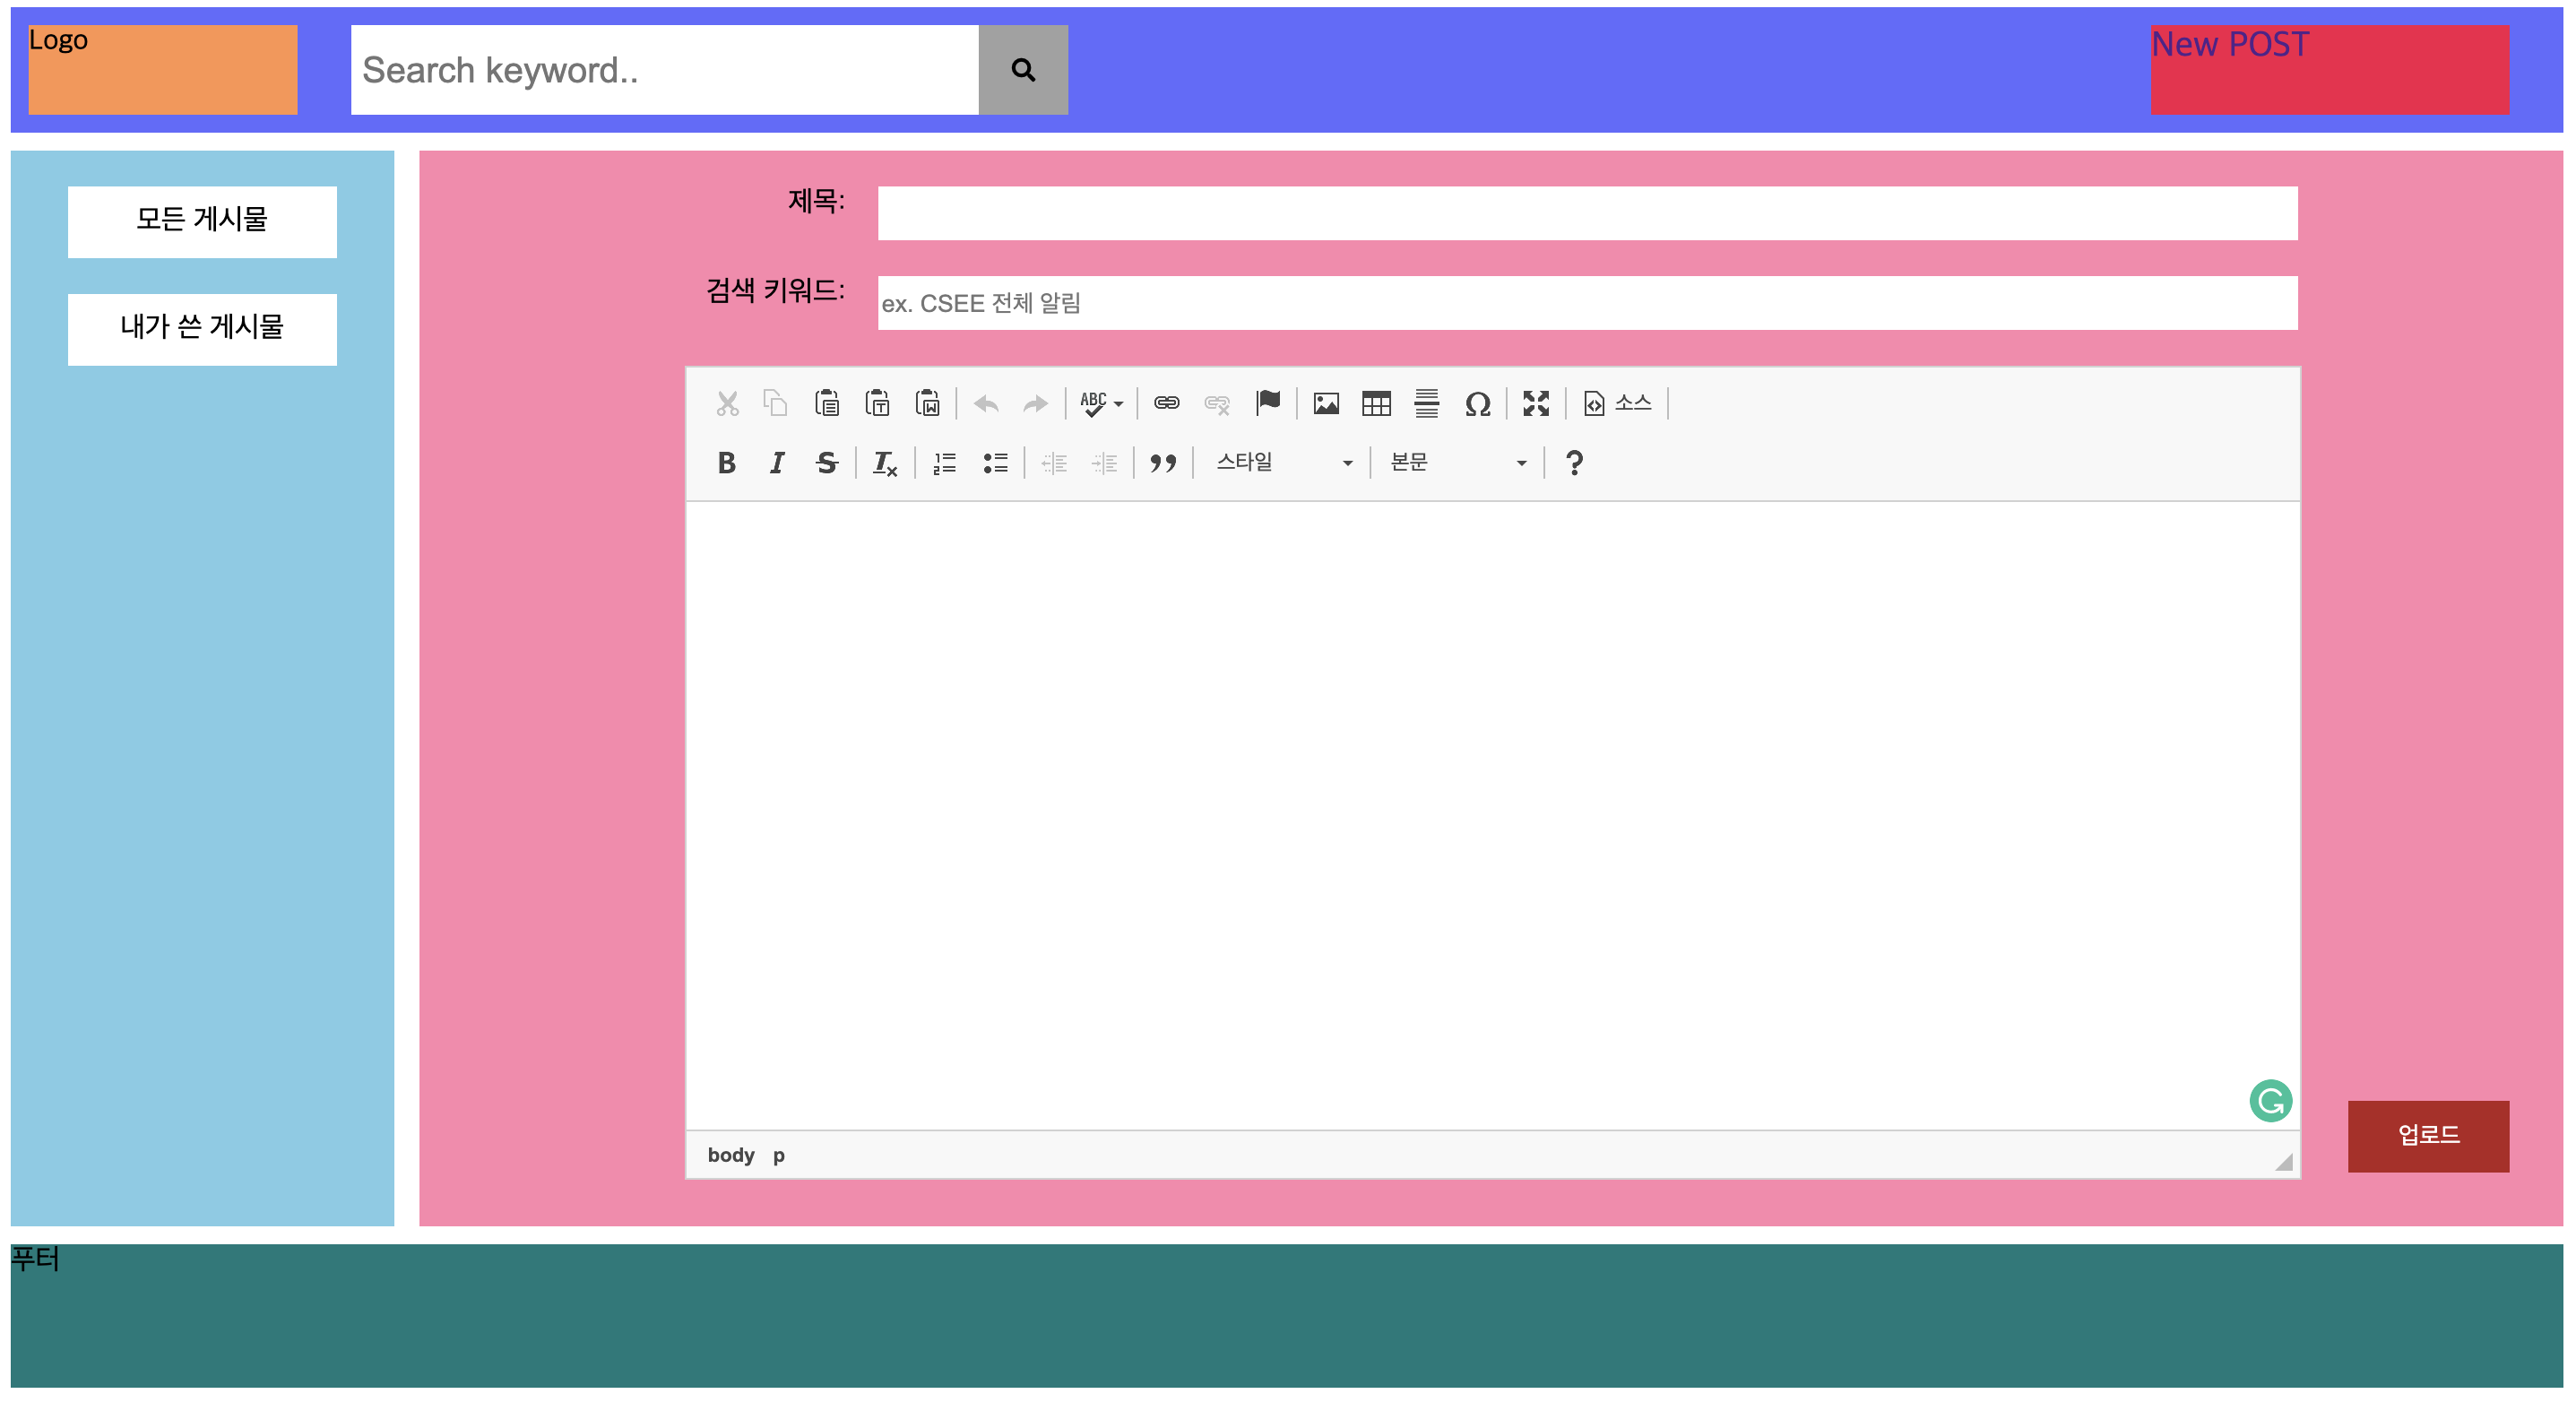 Logo
Search keyword..
New POST
모든 게시물
내가 쓴 게시물
제목:
검색 키워드:
ex. CSEE 전체 알림
ABC
소스
스타일
본문
body p
업로드
푸터